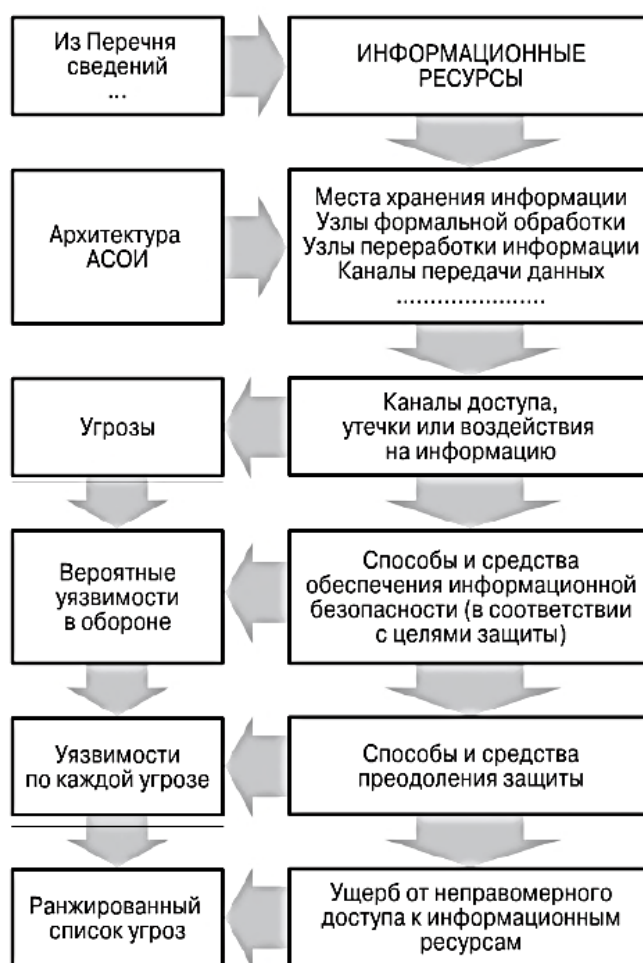 Из Перечня
сведений
...
ИНФОРМАЦИОННЫЕ
РЕСУРСЫ
Архитектура
АСОИ
Места хранения информации
Узлы формальной обработки
Узлы переработки информации
Каналы передачи данных
........................
Угрозы
Каналы доступа,
утечки или воздействия
на информацию
Вероятные
уязвимости
в обороне
Способы и средства
обеспечения информационной
безопасности (в соответствии
с целями защиты)
Уязвимости
по каждой угрозе
Способы и средства
преодоления защиты
Ранжированный
список угроз
Ущерб от неправомерного
доступа к информационным
ресурсам